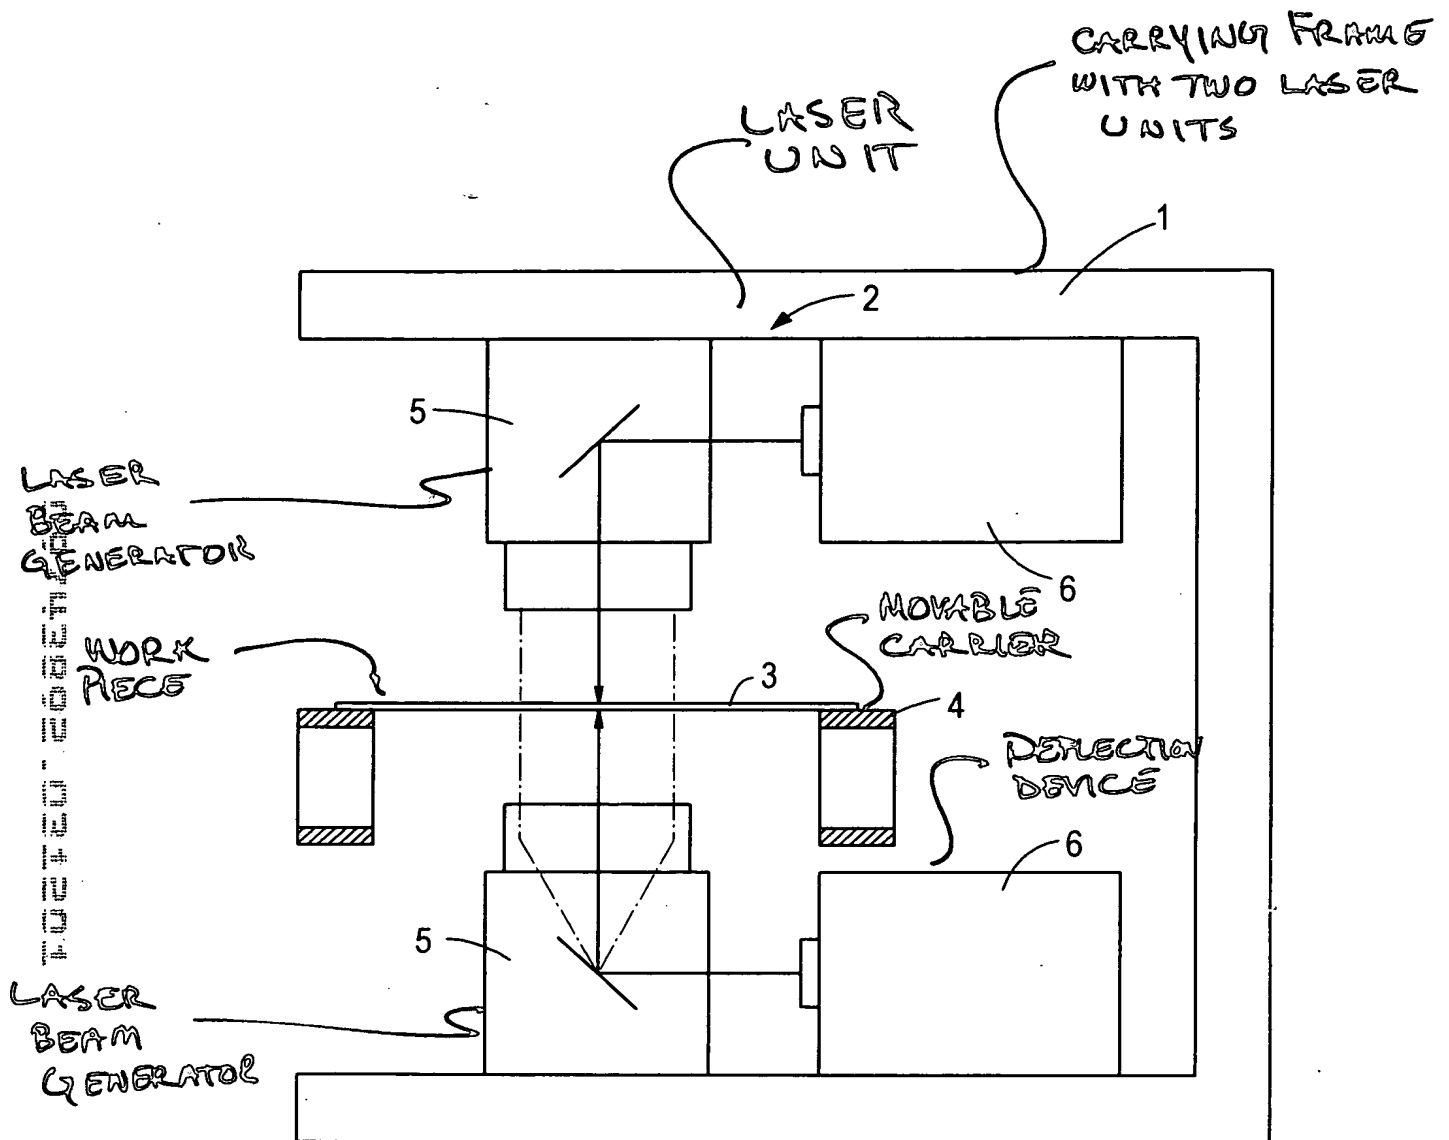 CARRYING FRAME
WITH TWO LASER
UNITS
LASER
UNIT
1
2
5
LASER
BEAM
GENERATOR
6
MOVABLE
CARRIER
WORK
PIECE
3
4
DEFLECTION
DEVICE
6
5
LASER
BEAM
GENERATOR